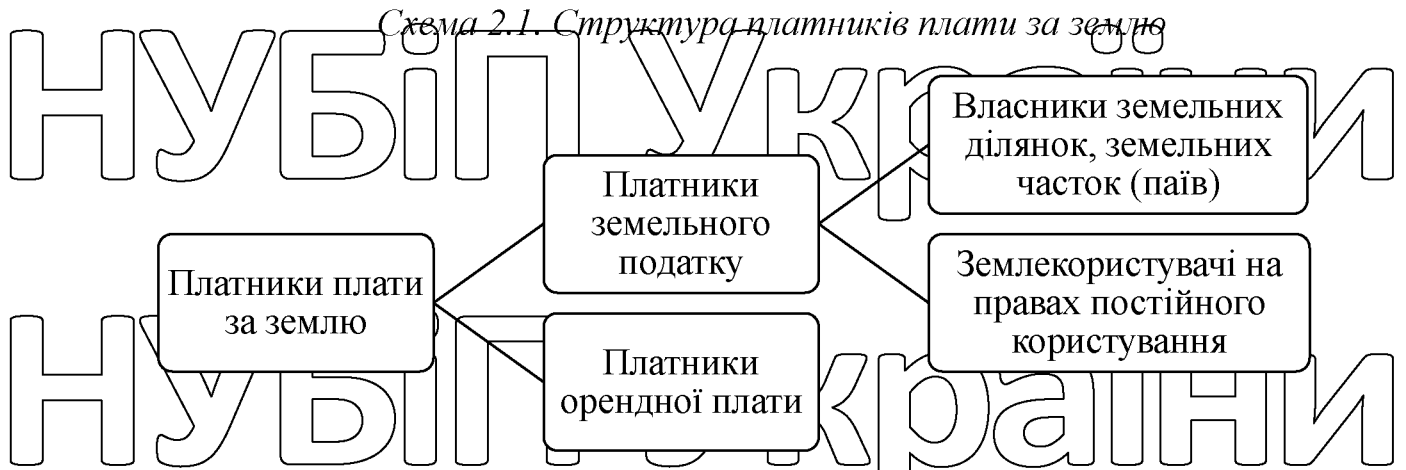 Схема 2.1. Структура платників плати за землю
НУБіП України
Власники земельних
ділянок, земельних
часток (паїв)
Платники
земельного
податку
Платники плати
за землю
Землекористувачі на
правах постійного
користування
Платники
орендної плати
НУБіП України